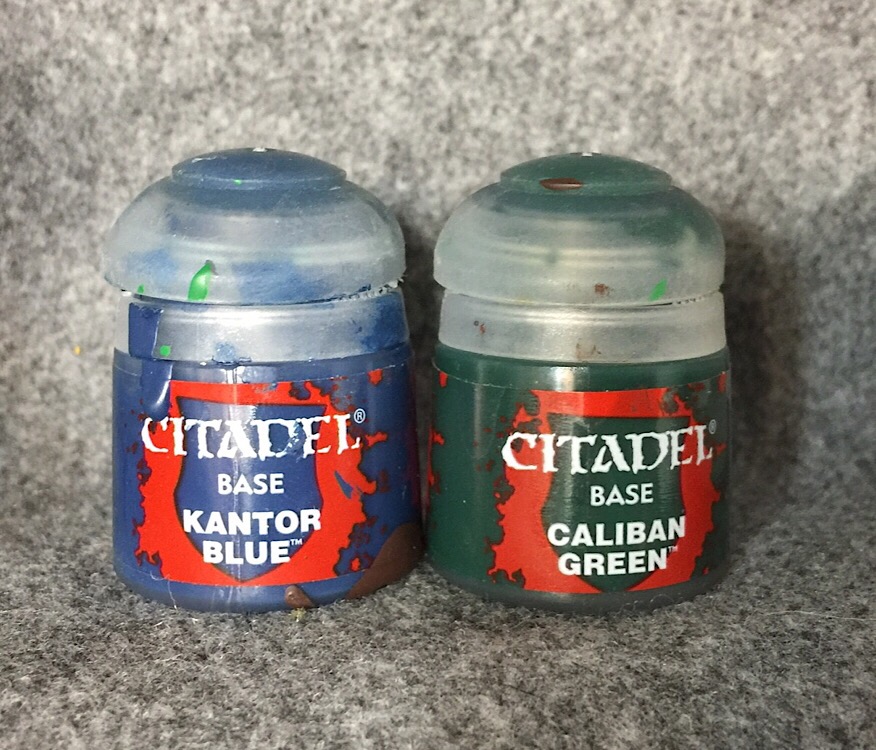 CITADEL®
BASE
KANTOR
BLUE™
CITADEL®
BASE
CALIBAN
GREEN™